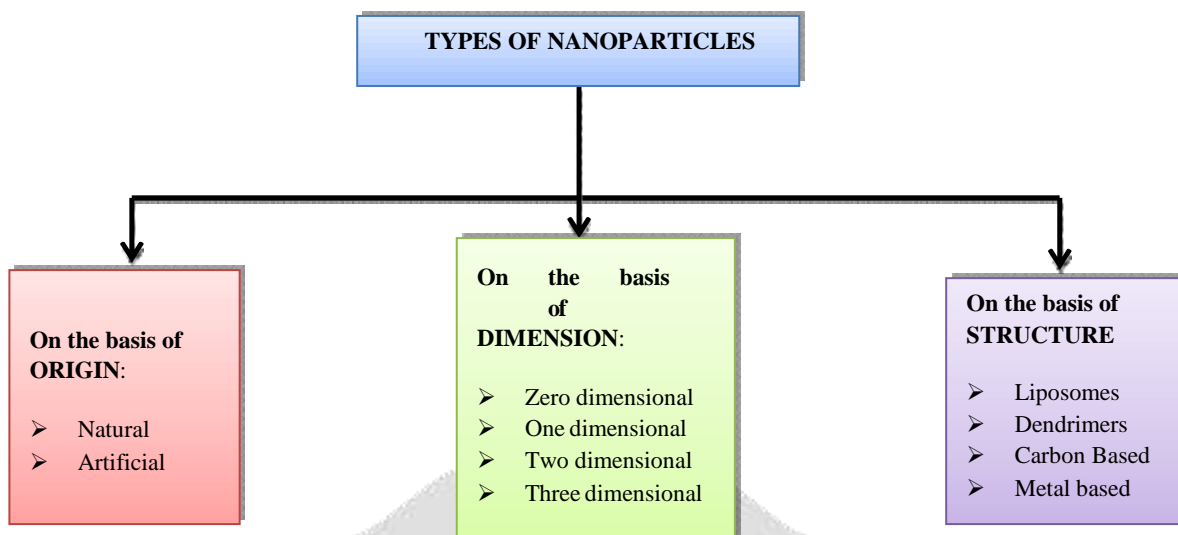 TYPES OF NANOPARTICLES
On the basis of
ORIGIN:
➢ Natural
➢ Artificial
On the basis
of
DIMENSION:
➢ Zero dimensional
➢ One dimensional
➢ Two dimensional
➢ Three dimensional
On the basis of
STRUCTURE
➢ Liposomes
➢ Dendrimers
➢ Carbon Based
➢ Metal based